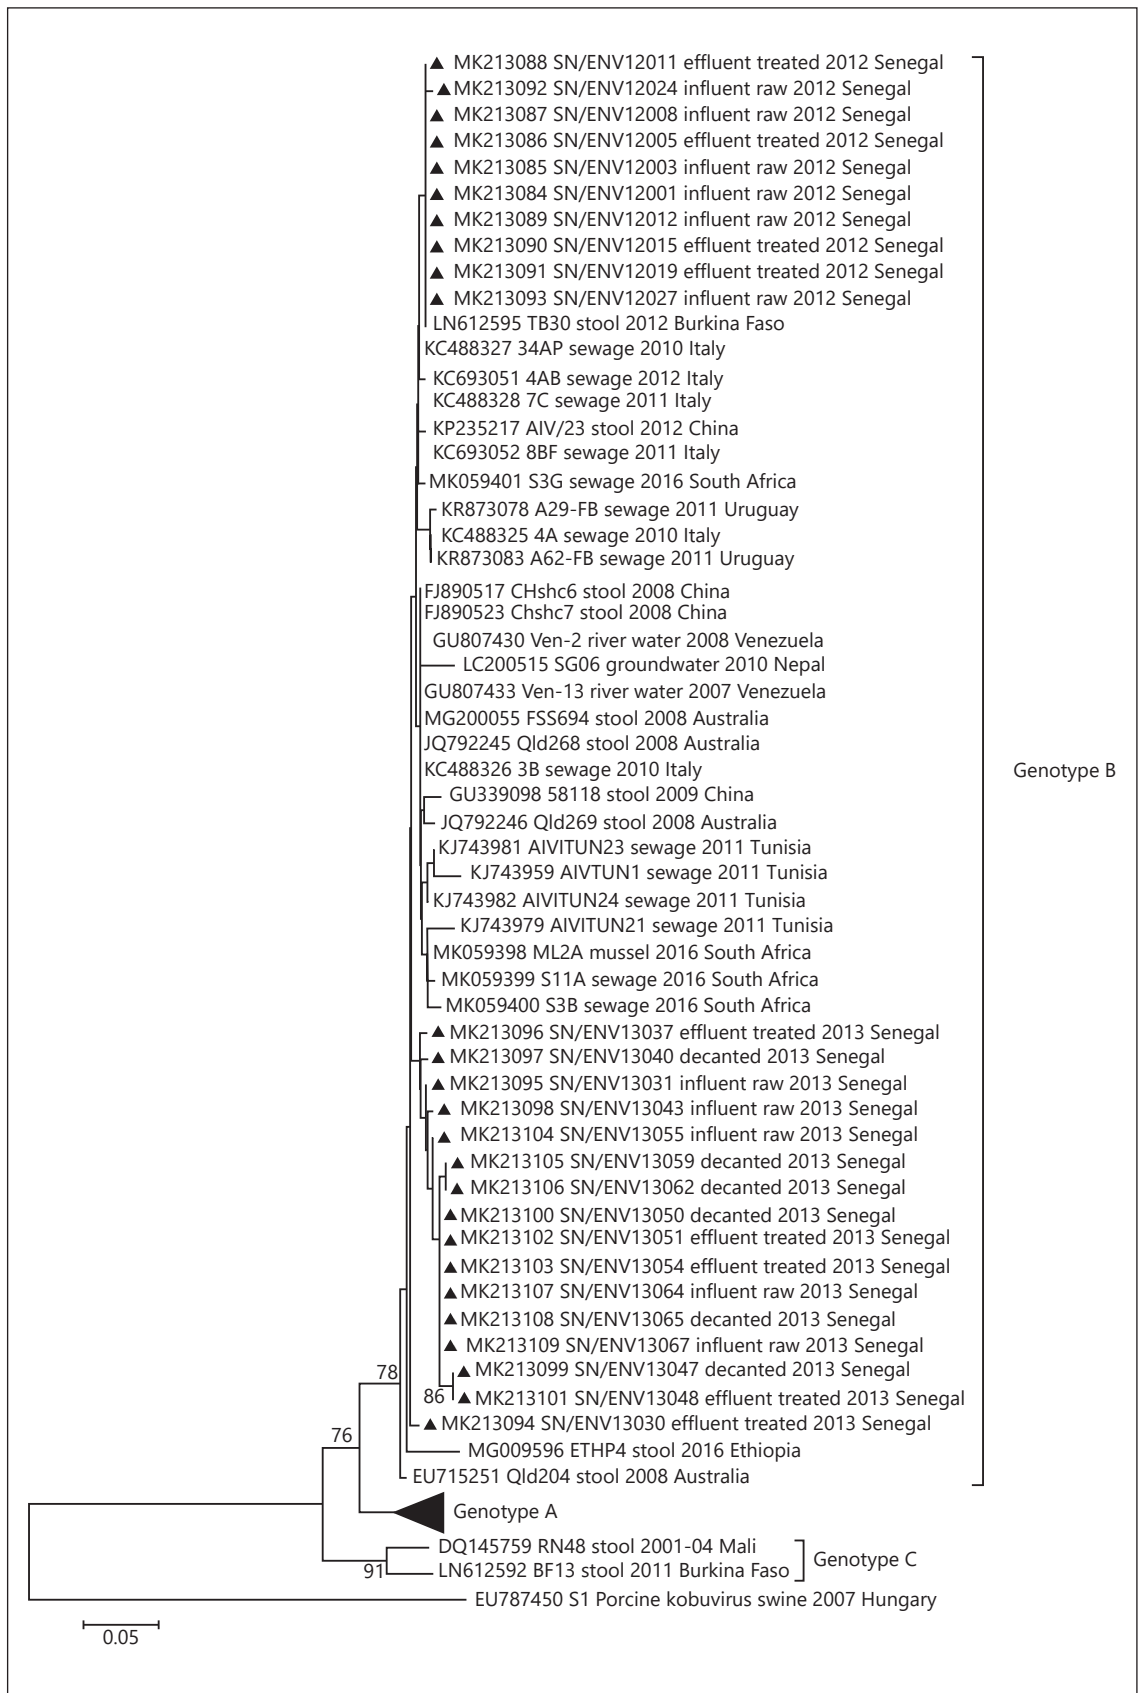 ▲ MK213088 SN/ENV12011 effluent treated 2012 Senegal
▲ MK213092 SN/ENV12024 influent raw 2012 Senegal
▲ MK213087 SN/ENV12008 influent raw 2012 Senegal
▲ MK213086 SN/ENV12005 effluent treated 2012 Senegal
▲ MK213085 SN/ENV12003 influent raw 2012 Senegal
▲ MK213084 SN/ENV12001 influent raw 2012 Senegal
▲ MK213089 SN/ENV12012 influent raw 2012 Senegal
▲ MK213090 SN/ENV12015 effluent treated 2012 Senegal
▲ MK213091 SN/ENV12019 effluent treated 2012 Senegal
▲ MK213093 SN/ENV12027 influent raw 2012 Senegal
LN612595 TB30 stool 2012 Burkina Faso
KC488327 34AP sewage 2010 Italy
KC693051 4AB sewage 2012 Italy
KC488328 7C sewage 2011 Italy
KP235217 AIV/23 stool 2012 China
KC693052 8BF sewage 2011 Italy
MK059401 S3G sewage 2016 South Africa
KR873078 A29-FB sewage 2011 Uruguay
KC488325 4A sewage 2010 Italy
KR873083 A62-FB sewage 2011 Uruguay
FJ890517 CHshc6 stool 2008 China
FJ890523 Chshc7 stool 2008 China
GU807430 Ven-2 river water 2008 Venezuela
LC200515 SG06 groundwater 2010 Nepal
GU807433 Ven-13 river water 2007 Venezuela
MG200055 FSS694 stool 2008 Australia
JQ792245 Qld268 stool 2008 Australia
KC488326 3B sewage 2010 Italy
Genotype B
GU339098 58118 stool 2009 China
JQ792246 Qld269 stool 2008 Australia
KJ743981 AIVITUN23 sewage 2011 Tunisia
KJ743959 AIVTUN1 sewage 2011 Tunisia
KJ743982 AIVITUN24 sewage 2011 Tunisia
KJ743979 AIVITUN21 sewage 2011 Tunisia
MK059398 ML2A mussel 2016 South Africa
MK059399 S11A sewage 2016 South Africa
MK059400 S3B sewage 2016 South Africa
▲ MK213096 SN/ENV13037 effluent treated 2013 Senegal
▲ MK213097 SN/ENV13040 decanted 2013 Senegal
▲ MK213095 SN/ENV13031 influent raw 2013 Senegal
▲ MK213098 SN/ENV13043 influent raw 2013 Senegal
▲ MK213104 SN/ENV13055 influent raw 2013 Senegal
▲ MK213105 SN/ENV13059 decanted 2013 Senegal
▲ MK213106 SN/ENV13062 decanted 2013 Senegal
▲ MK213100 SN/ENV13050 decanted 2013 Senegal
▲ MK213102 SN/ENV13051 effluent treated 2013 Senegal
▲ MK213103 SN/ENV13054 effluent treated 2013 Senegal
▲ MK213107 SN/ENV13064 influent raw 2013 Senegal
▲ MK213108 SN/ENV13065 decanted 2013 Senegal
▲ MK213109 SN/ENV13067 influent raw 2013 Senegal
▲ MK213099 SN/ENV13047 decanted 2013 Senegal
78
86
▲ MK213101 SN/ENV13048 effluent treated 2013 Senegal
▲ MK213094 SN/ENV13030 effluent treated 2013 Senegal
76
MG009596 ETHP4 stool 2016 Ethiopia
EU715251 Qld204 stool 2008 Australia
Genotype A
DQ145759 RN48 stool 2001-04 Mali
Genotype C
91
LN612592 BF13 stool 2011 Burkina Faso
EU787450 S1 Porcine kobuvirus swine 2007 Hungary
0.05